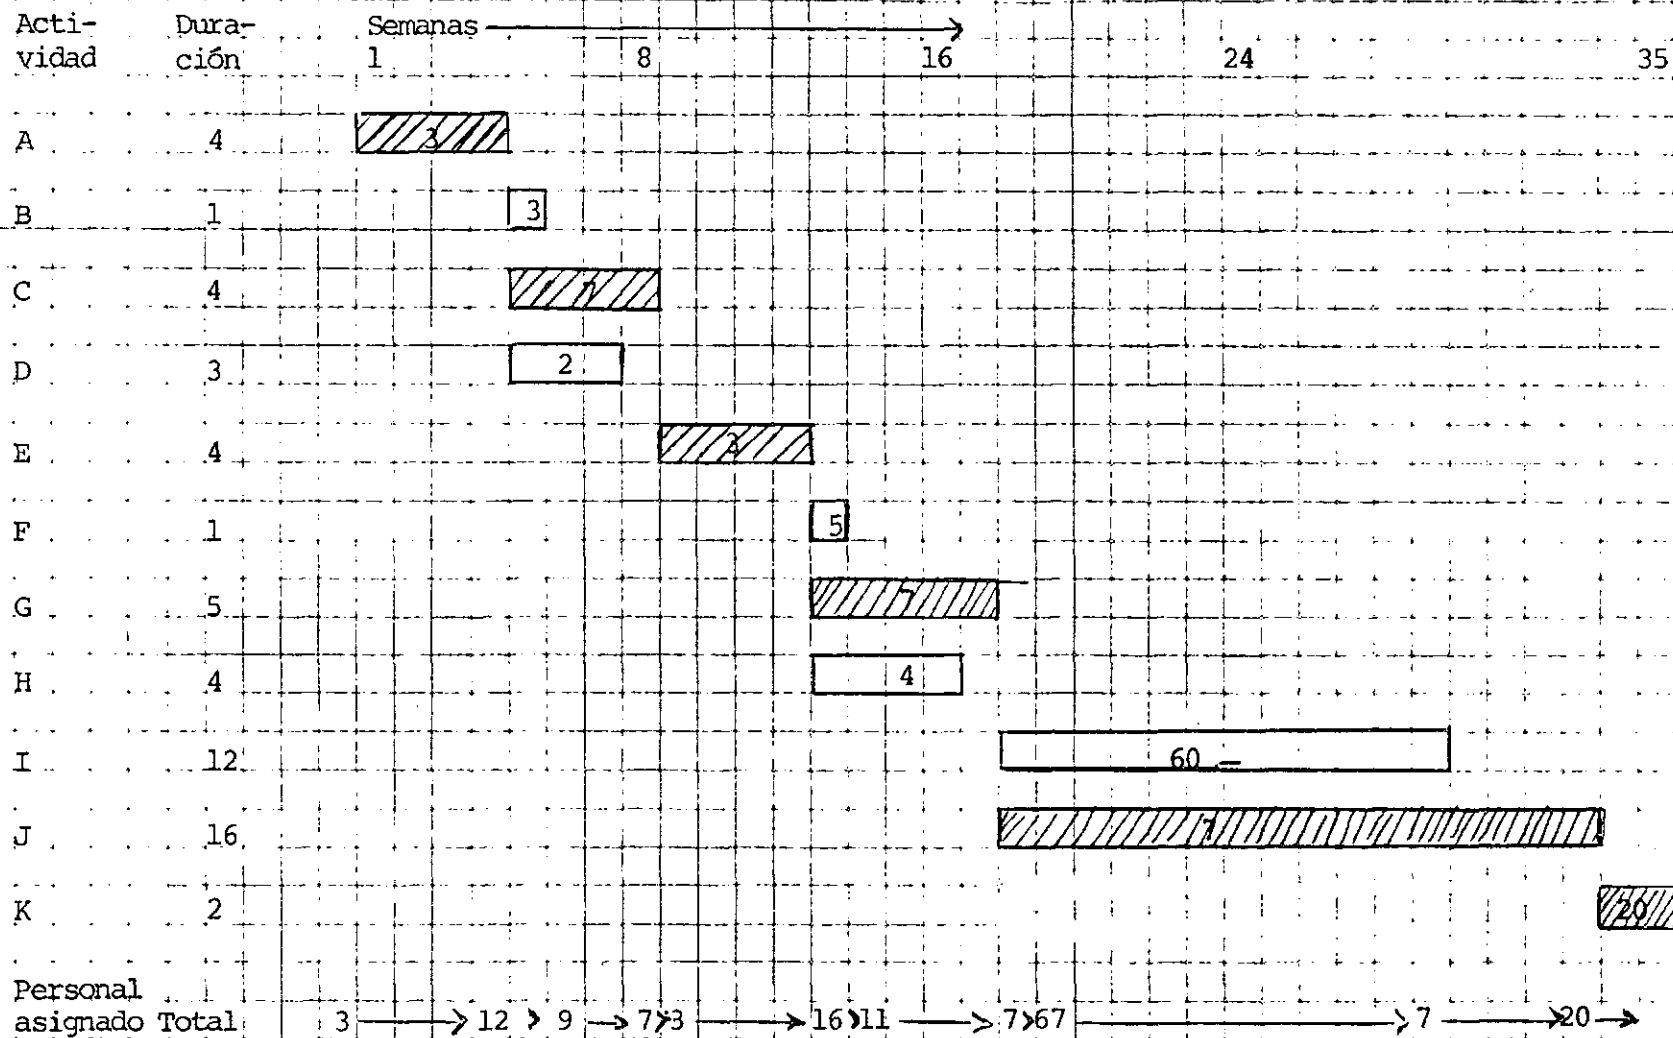 Acti- Dura- Semanas
vidad ción 1 8 16 24 35
A 4 3
B 1 3
C 4 7
D 3 2
E 4 3
F 1 5
G 5 7
H 4 4
I 12 60
J 16 7
K 2 20
Personal
asignado Total 3 12 9 7 3 16 11 7 67 7 20